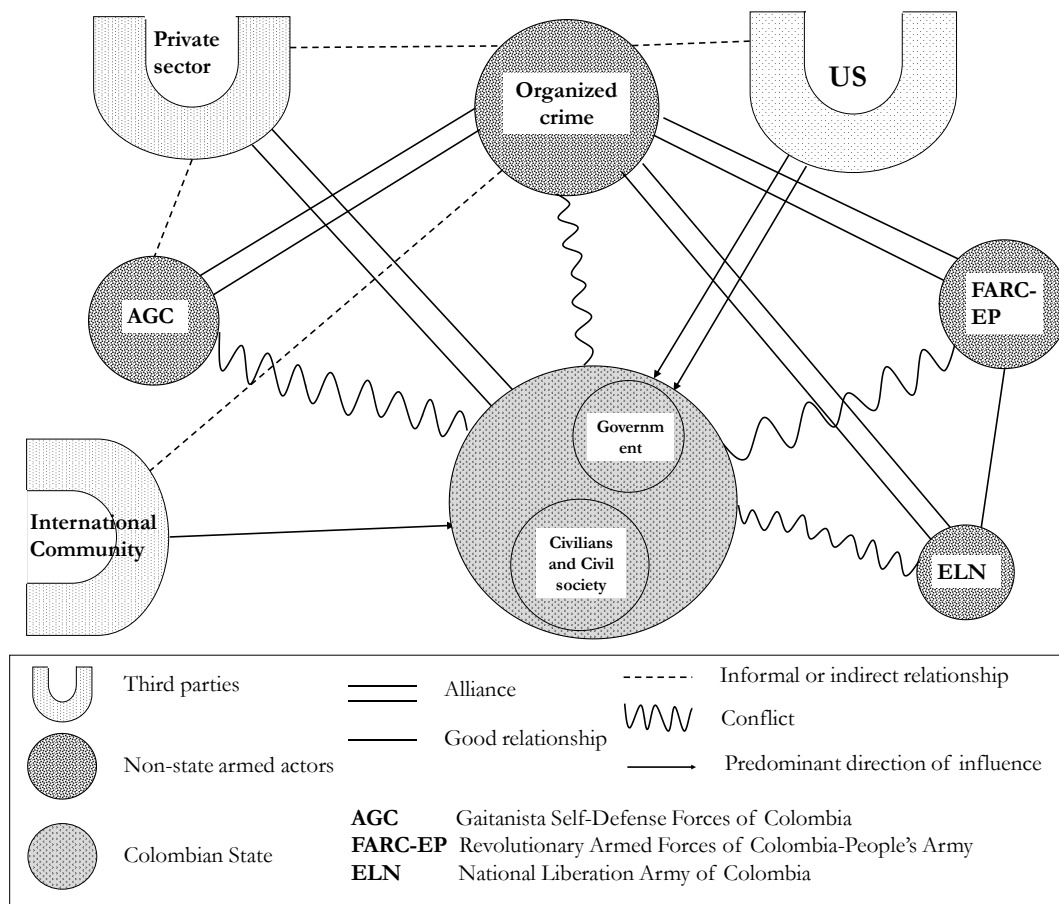 Private
sector
Organized
crime
US
AGC
FARC-
EP
Governm
ent
International
Community
Civilians
and Civil
society
ELN
Third parties
Non-state armed actors
Colombian State
Alliance
Good relationship
Informal or indirect relationship
Conflict
Predominant direction of influence
AGC Gaitanista Self-Defense Forces of Colombia
FARC-EP Revolutionary Armed Forces of Colombia-People's Army
ELN National Liberation Army of Colombia